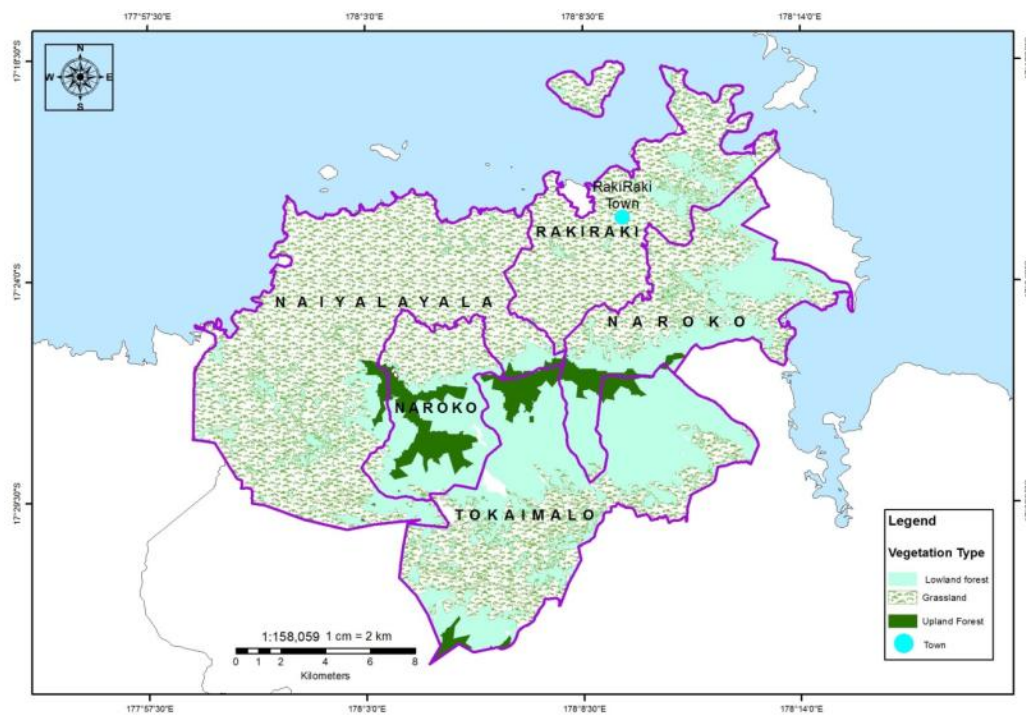 177°57'30"E 178°3'0"E 178°8'30"E 178°14'0"E
17°18'30"S
N
W E
S
RakiRaki
Town
RAKIRAKI
17°24'0"S
NAIYALAYALA
NAROKO
NAROKO
17°29'30"S
TOKAIMALO
Legend
Vegetation Type
Lowland forest
Grassland
Upland Forest
Town
1:158,059 1 cm = 2 km
0 1 2 4 6 8
Kilometers
177°57'30"E 178°3'0"E 178°8'30"E 178°14'0"E